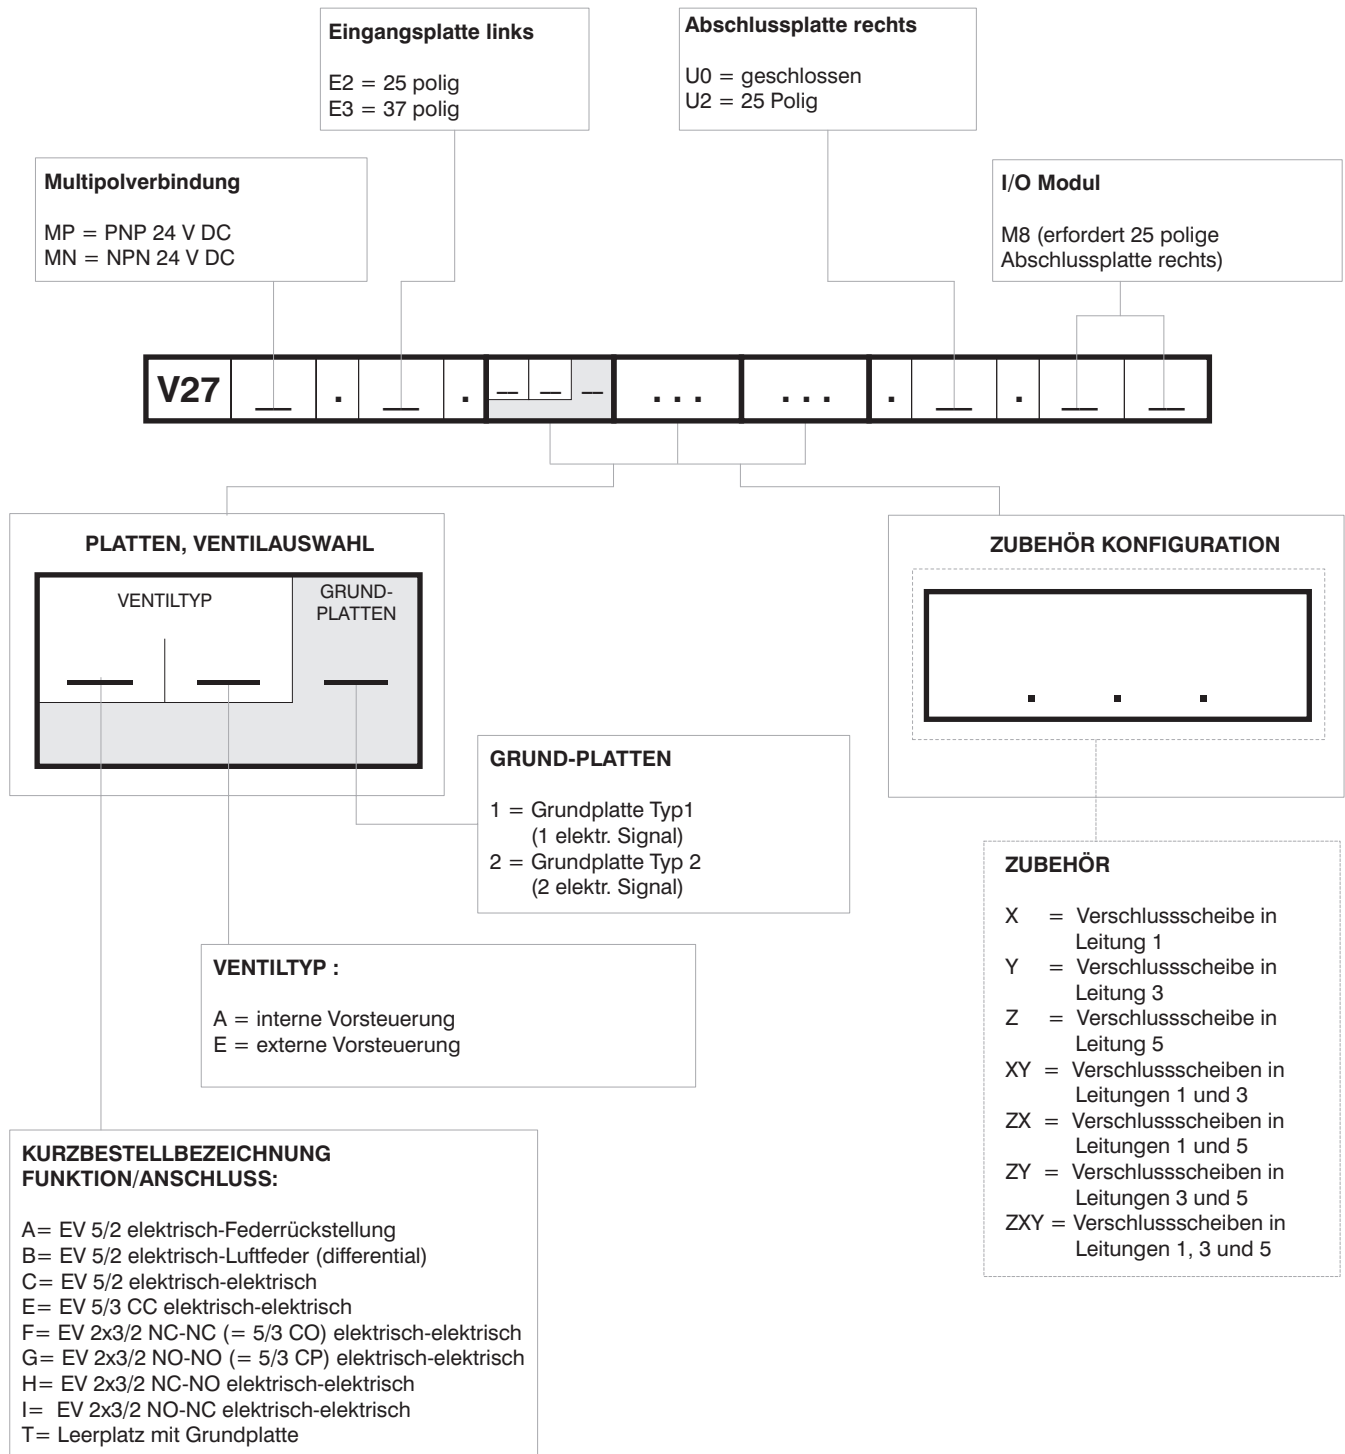 Eingangsplatte links
E2 = 25 polig
E3 = 37 polig
Abschlussplatte rechts
U0 = geschlossen
U2 = 25 Polig
Multipolverbindung
MP = PNP 24 V DC
MN = NPN 24 V DC
I/O Modul
M8 (erfordert 25 polige
Abschlussplatte rechts)
V27 __ . __ . __ __ __ . . . . . . . __ . __ __
PLATTEN, VENTILAUSWAHL
VENTILTYP
GRUND-
PLATTEN
ZUBEHÖR KONFIGURATION
. . .
GRUND-PLATTEN
1 = Grundplatte Typ1
(1 elektr. Signal)
2 = Grundplatte Typ 2
(2 elektr. Signal)
VENTILTYP :
A = interne Vorsteuerung
E = externe Vorsteuerung
ZUBEHÖR
X = Verschlussscheibe in
Leitung 1
Y = Verschlussscheibe in
Leitung 3
Z = Verschlussscheibe in
Leitung 5
XY = Verschlussscheiben in
Leitungen 1 und 3
ZX = Verschlussscheiben in
Leitungen 1 und 5
ZY = Verschlussscheiben in
Leitungen 3 und 5
ZXY = Verschlussscheiben in
Leitungen 1, 3 und 5
KURZBESTELLBEZEICHNUNG
FUNKTION/ANSCHLUSS:
A= EV 5/2 elektrisch-Federrückstellung
B= EV 5/2 elektrisch-Luftfeder (differential)
C= EV 5/2 elektrisch-elektrisch
E= EV 5/3 CC elektrisch-elektrisch
F= EV 2x3/2 NC-NC (= 5/3 CO) elektrisch-elektrisch
G= EV 2x3/2 NO-NO (= 5/3 CP) elektrisch-elektrisch
H= EV 2x3/2 NC-NO elektrisch-elektrisch
I= EV 2x3/2 NO-NC elektrisch-elektrisch
T= Leerplatz mit Grundplatte